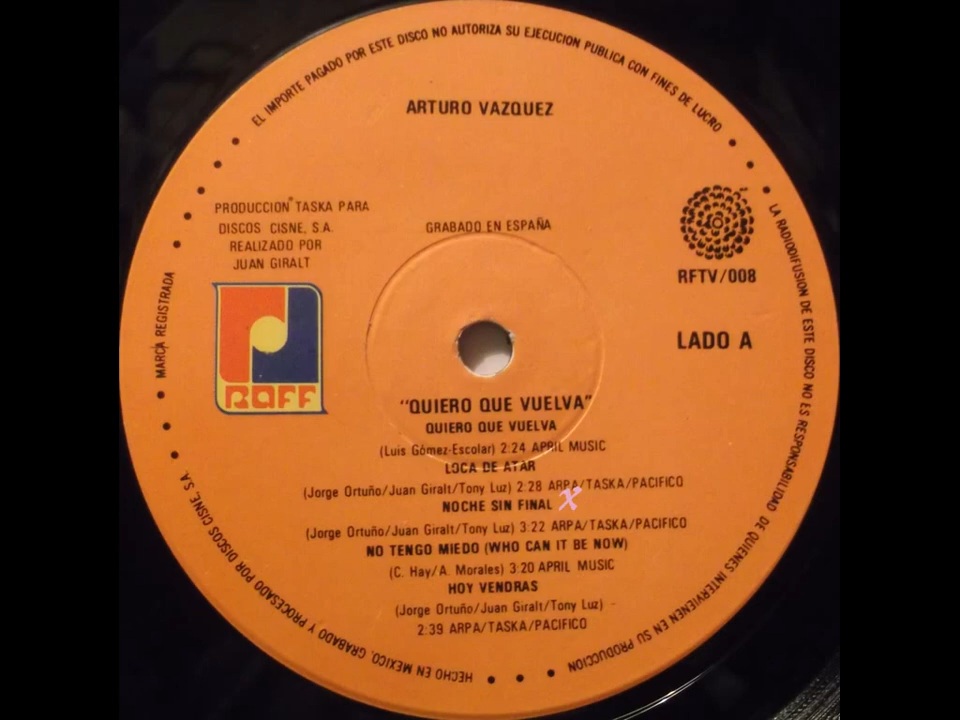 EL IMPORTE PAGADO POR ESTE DISCO NO AUTORIZA SU EJECUCION PUBLICA CON FINES DE LUCRO
ARTURO VAZQUEZ
PRODUCCION TASKA PARA
DISCOS CISNE, S.A.
REALIZADO POR
JUAN GIRALT
GRABADO EN ESPAÑA
RFTV/008
LADO A
RAFF
"QUIERO QUE VUELVA"
QUIERO QUE VUELVA
(Luis Gómez-Escolar) 2:24 APRIL MUSIC
LOCA DE ATAR
(Jorge Ortuño/Juan Giralt/Tony Luz) 2:28 ARPA/TASKA/PACIFICO
NOCHE SIN FINAL x
(Jorge Ortuño/Juan Giralt/Tony Luz) 3:22 ARPA/TASKA/PACIFICO
NO TENGO MIEDO (WHO CAN IT BE NOW)
(C. Hay/A. Morales) 3:20 APRIL MUSIC
HOY VENDRAS
(Jorge Ortuño/Juan Giralt/Tony Luz) -
2:39 ARPA/TASKA/PACIFICO
LA RADIODIFUSION DE ESTE DISCO NO ES RESPONSABILIDAD DE QUIENES INTERVIENEN EN SU PRODUCCION
HECHO EN MEXICO, GRABADO Y PROCESADO POR DISCOS CISNE, S.A.
MARCA REGISTRADA